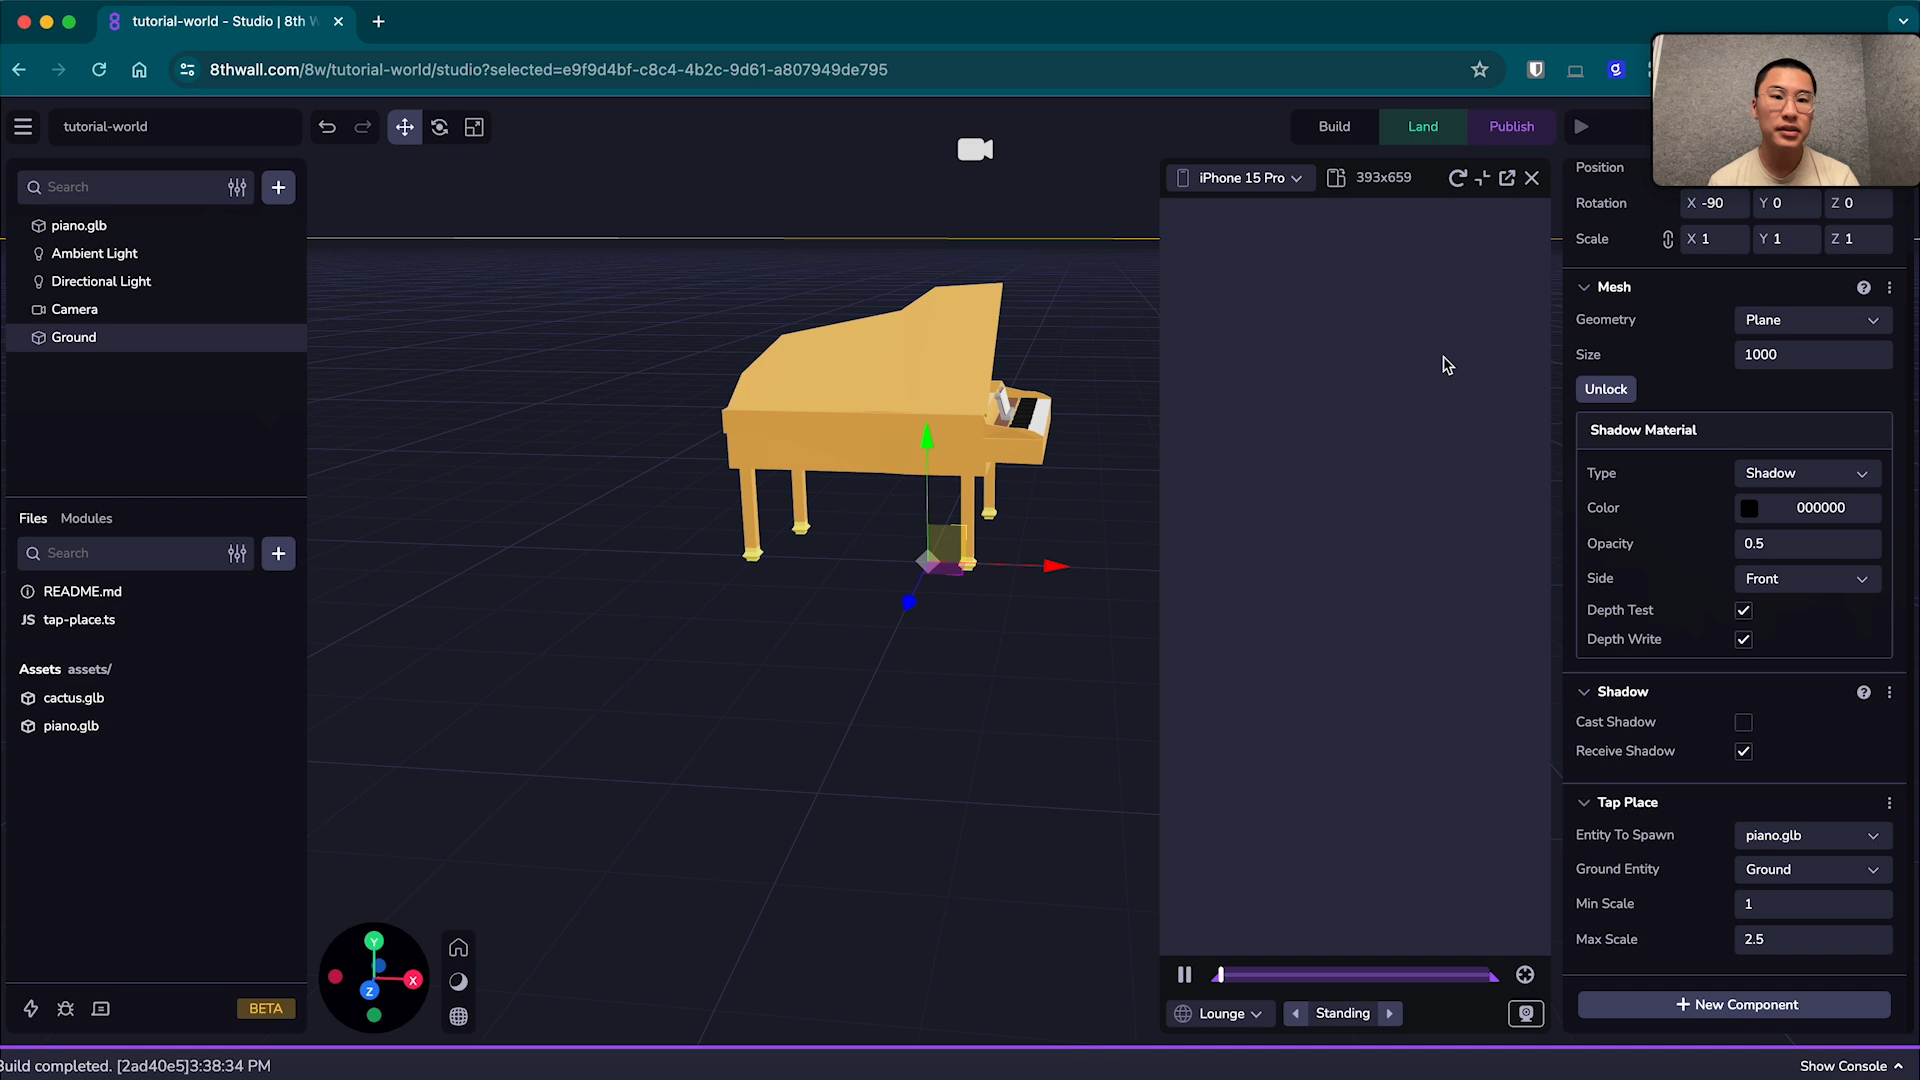 tutorial-world - Studio | 8th W
8thwall.com/8w/tutorial-world/studio?selected=e9f9d4bf-c8c4-4b2c-9d61-a807949de795
tutorial-world
Build
Land
Publish
Search
piano.glb
Ambient Light
Directional Light
Camera
Ground
Files Modules
Search
README.md
JS tap-place.ts
Assets assets/
cactus.glb
piano.glb
BETA
Y
X
Z
iPhone 15 Pro
393x659
Lounge
Standing
Position
Rotation X -90 Y 0 Z 0
Scale X 1 Y 1 Z 1
Mesh
Geometry Plane
Size 1000
Unlock
Shadow Material
Type Shadow
Color 000000
Opacity 0.5
Side Front
Depth Test
Depth Write
Shadow
Cast Shadow
Receive Shadow
Tap Place
Entity To Spawn piano.glb
Ground Entity Ground
Min Scale 1
Max Scale 2.5
+ New Component
Build completed. [2ad40e5]3:38:34 PM
Show Console